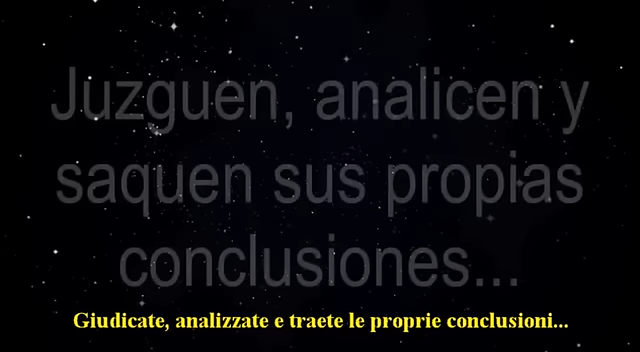 Juzguen, analicen y
saquen sus propias
conclusiones...
Giudicate, analizzate e traete le proprie conclusioni...